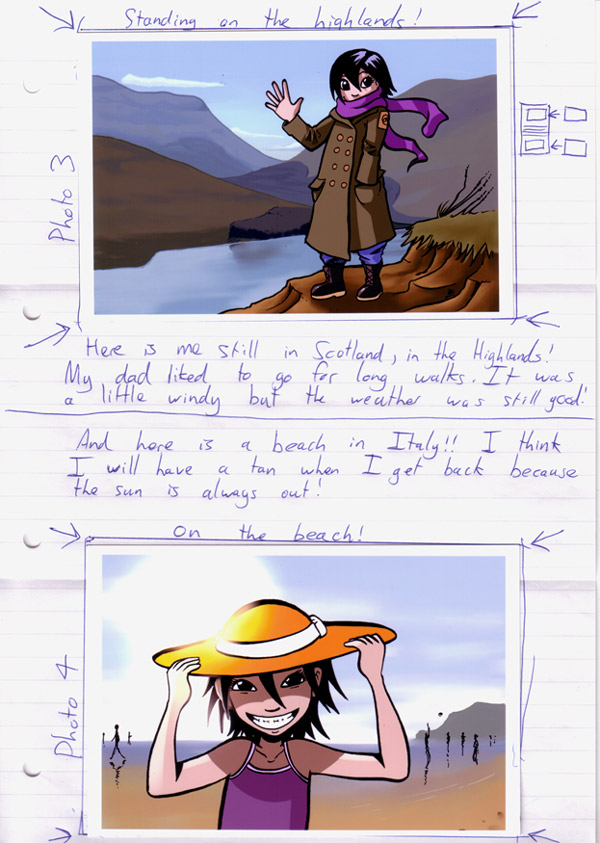 Standing on the highlands!
Photo 3
Here is me still in Scotland, in the Highlands!
My dad liked to go for long walks. It was
a little windy but the weather was still good!
And here is a beach in Italy!! I think
I will have a tan when I get back because
the sun is always out!
On the beach!
Photo 4